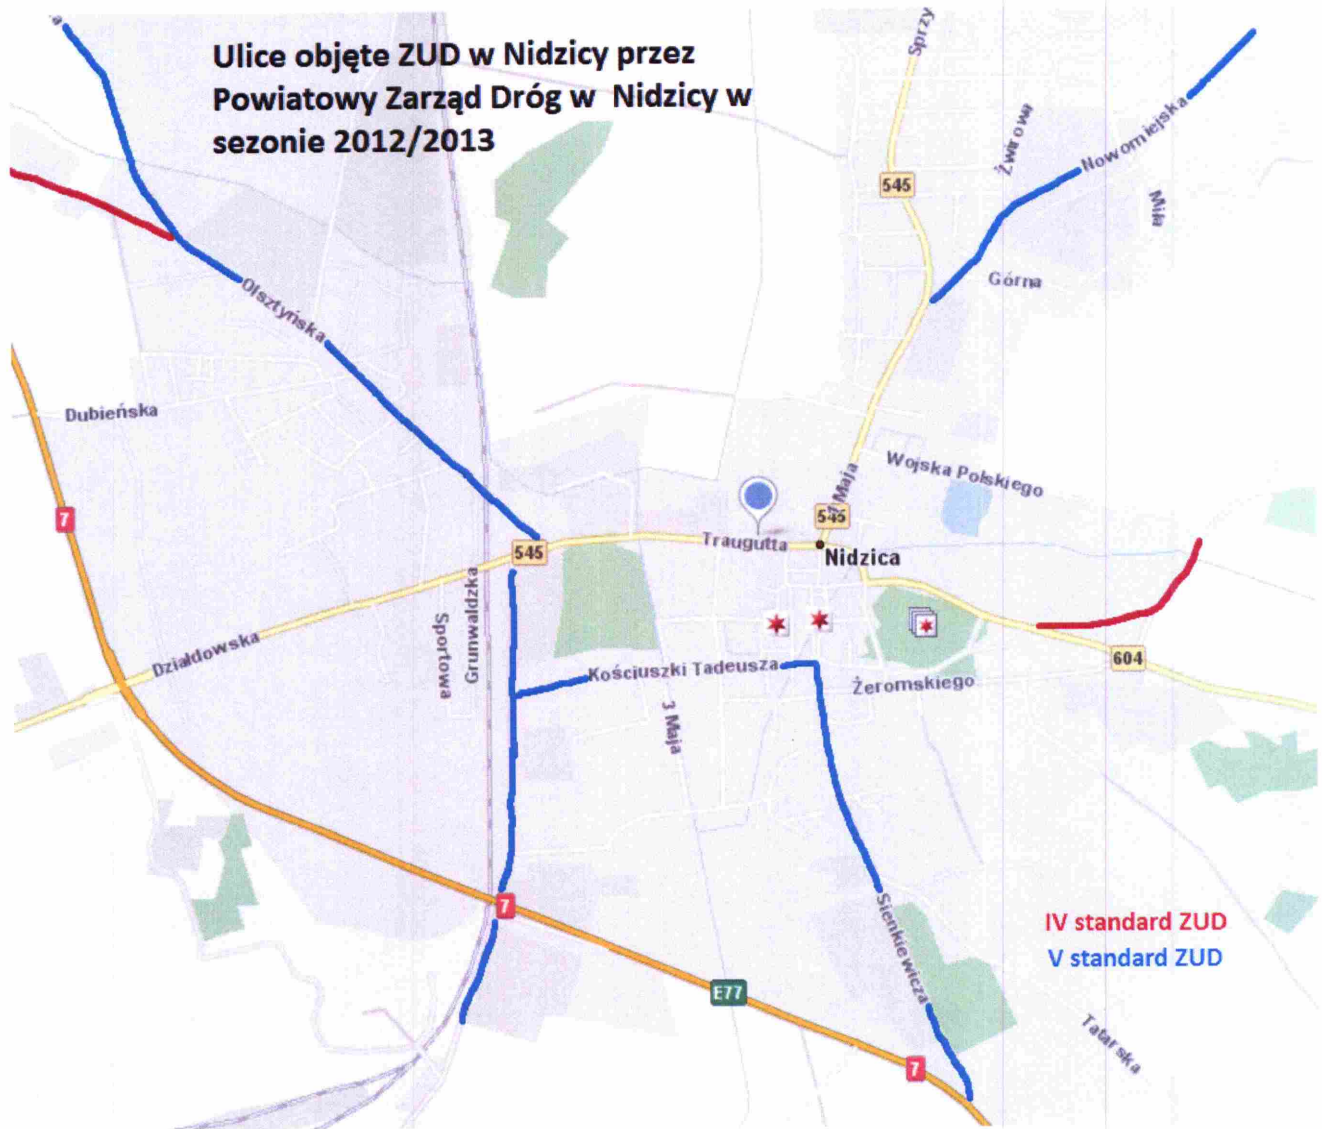 Ulice objęte ZUD w Nidzicy przez
Powiatowy Zarząd Dróg w Nidzicy w
sezonie 2012/2013
Sprzy
Żwirowa
Nowomiejska
545
Miła
Górna
Olsztyńska
Dubieńska
Wojska Polskiego
1 Maja
7
545
545
Traugutta
Nidzica
Grunwaldzka
Sportowa
Działdowska
604
Kościuszki Tadeusza
Żeromskiego
3 Maja
7
Sienkiewicza
IV standard ZUD
V standard ZUD
E77
7
Tatarska